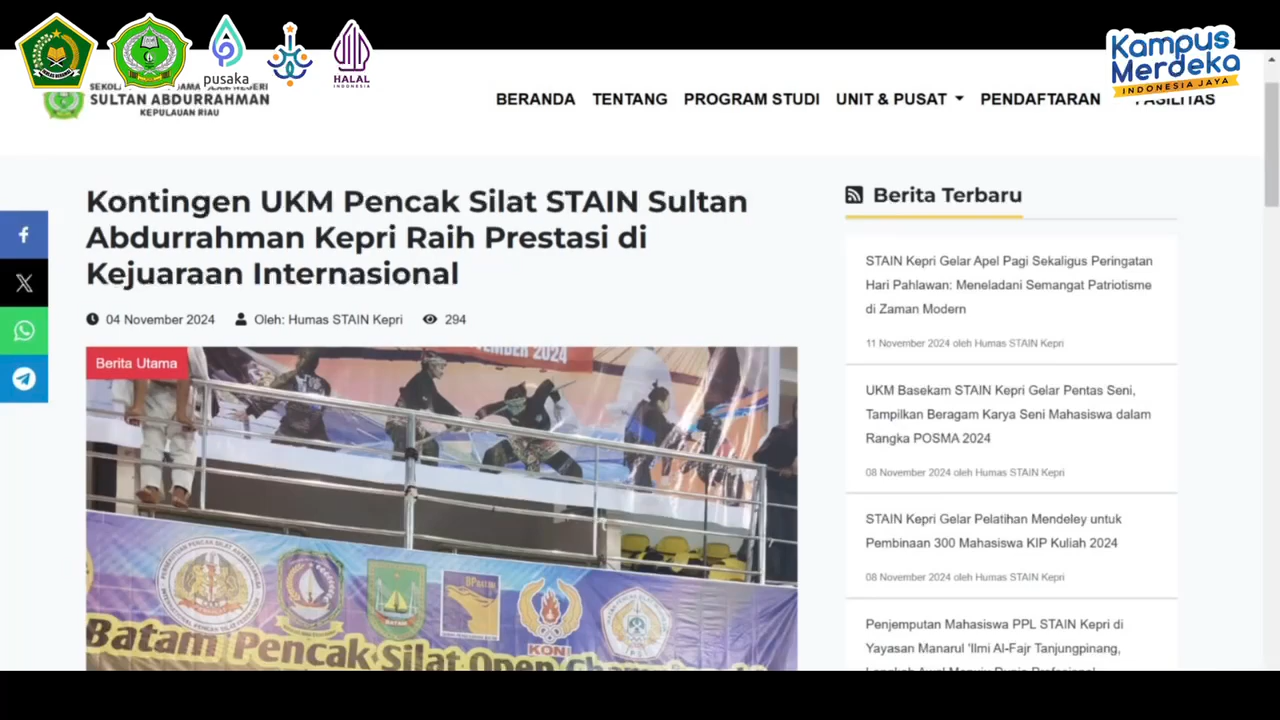 pusaka
HALAL
INDONESIA
Kampus
Merdeka
INDONESIA JAYA
SULTAN ABDURRAHMAN
KEPULAUAN RIAU
BERANDA TENTANG PROGRAM STUDI UNIT & PUSAT PENDAFTARAN FASILITAS
Kontingen UKM Pencak Silat STAIN Sultan
Abdurrahman Kepri Raih Prestasi di
Kejuaraan Internasional
04 November 2024 Oleh: Humas STAIN Kepri 294
Berita Utama
2024
KONI
Batam Pencak Silat Open
Berita Terbaru
STAIN Kepri Gelar Apel Pagi Sekaligus Peringatan
Hari Pahlawan: Meneladani Semangat Patriotisme
di Zaman Modern
11 November 2024 oleh Humas STAIN Kepri
UKM Basekam STAIN Kepri Gelar Pentas Seni,
Tampilkan Beragam Karya Seni Mahasiswa dalam
Rangka POSMA 2024
08 November 2024 oleh Humas STAIN Kepri
STAIN Kepri Gelar Pelatihan Mendeley untuk
Pembinaan 300 Mahasiswa KIP Kuliah 2024
08 November 2024 oleh Humas STAIN Kepri
Penjemputan Mahasiswa PPL STAIN Kepri di
Yayasan Manarul 'Ilmi Al-Fajr Tanjungpinang,